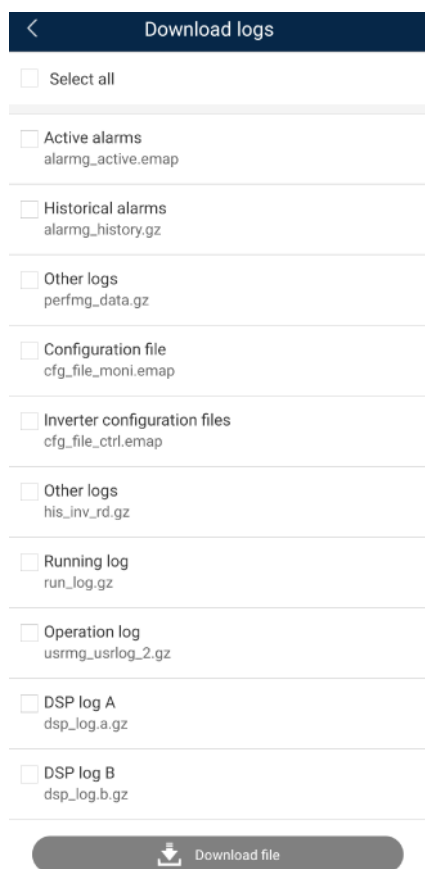 Download logs
Select all
Active alarms
alarmg_active.emap
Historical alarms
alarmg_history.gz
Other logs
perfmg_data.gz
Configuration file
cfg_file_moni.emap
Inverter configuration files
cfg_file_ctrl.emap
Other logs
his_inv_rd.gz
Running log
run_log.gz
Operation log
usrmg_usrlog_2.gz
DSP log A
dsp_log.a.gz
DSP log B
dsp_log.b.gz
Download file